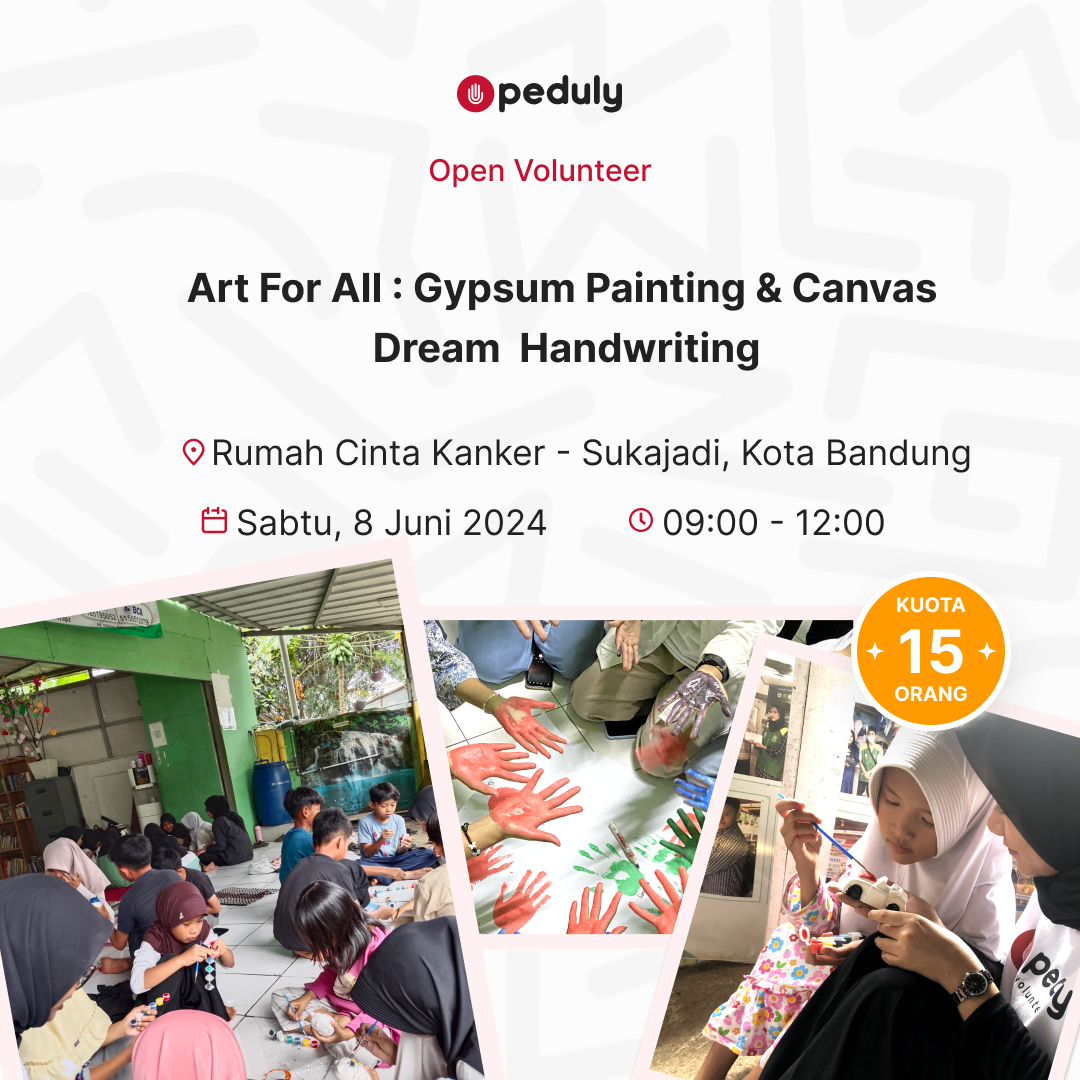 peduly
Open Volunteer
Art For All : Gypsum Painting & Canvas
Dream Handwriting
Rumah Cinta Kanker - Sukajadi, Kota Bandung
Sabtu, 8 Juni 2024
09:00 - 12:00
KUOTA
15
ORANG
BCA